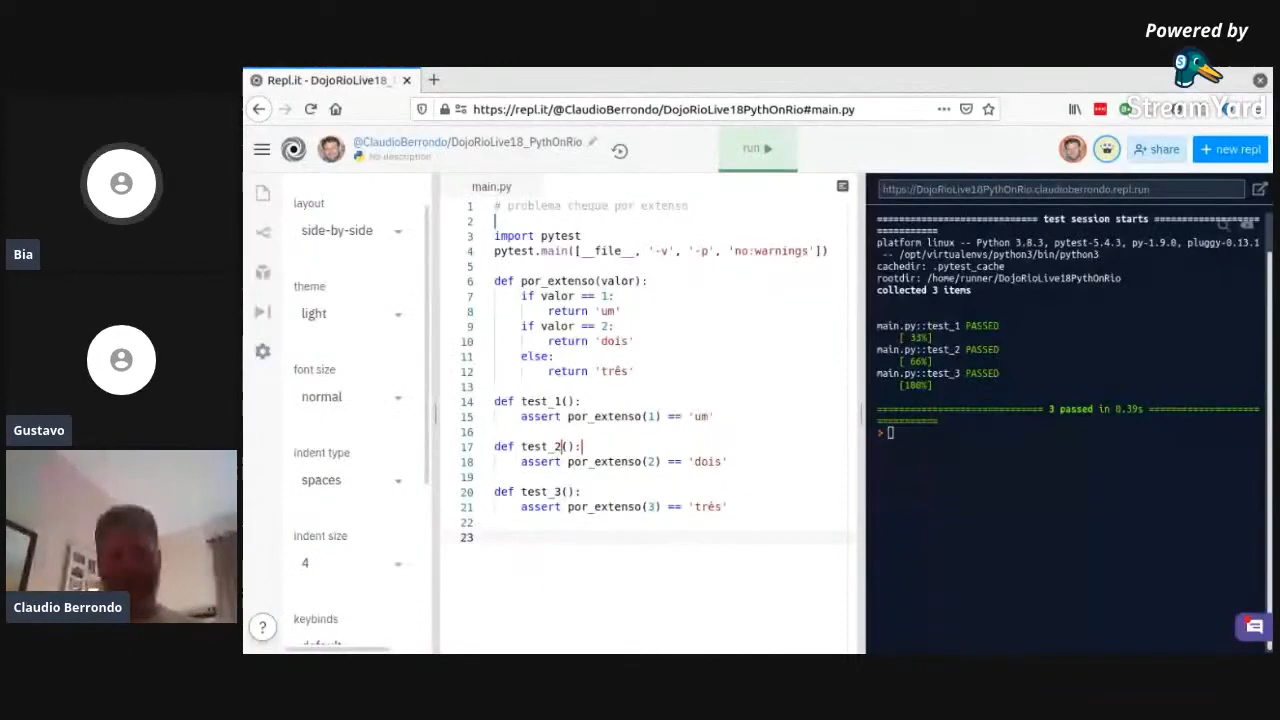 Powered by
StreamYard
Repl.it - DojoRioLive18_
https://repl.it/@ClaudioBerrondo/DojoRioLive18PythOnRio#main.py
@ClaudioBerrondo/DojoRioLive18_PythOnRio
No description
run
share
+ new repl
layout
side-by-side
theme
light
font size
normal
indent type
spaces
indent size
4
keybinds
?
main.py
1 # problema cheque por extenso
2
3 import pytest
4 pytest.main([__file__, '-v', '-p', 'no:warnings'])
5
6 def por_extenso(valor):
7 if valor == 1:
8 return 'um'
9 if valor == 2:
10 return 'dois'
11 else:
12 return 'três'
13
14 def test_1():
15 assert por_extenso(1) == 'um'
16
17 def test_2():
18 assert por_extenso(2) == 'dois'
19
20 def test_3():
21 assert por_extenso(3) == 'três'
22
23
https://DojoRioLive18PythOnRio.claudioberrondo.repl.run
============================= test session starts ===================
===========
platform linux -- Python 3.8.3, pytest-5.4.3, py-1.9.0, pluggy-0.13.1
-- /opt/virtualenvs/python3/bin/python3
cachedir: .pytest_cache
rootdir: /home/runner/DojoRioLive18PythOnRio
collected 3 items
main.py::test_1 PASSED
[ 33%]
main.py::test_2 PASSED
[ 66%]
main.py::test_3 PASSED
[100%]
============================== 3 passed in 0.39s ====================
===========
>
Bia
Gustavo
Claudio Berrondo